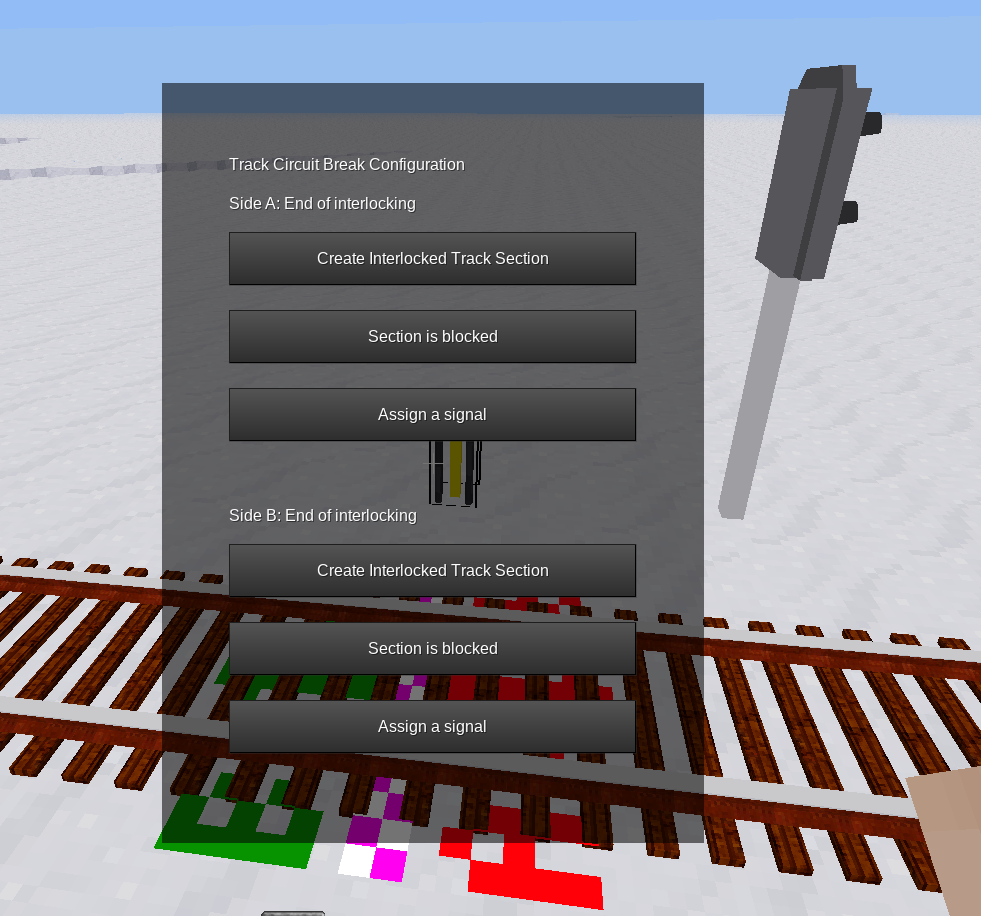 Track Circuit Break Configuration
Side A: End of interlocking
Create Interlocked Track Section
Section is blocked
Assign a signal
Side B: End of interlocking
Create Interlocked Track Section
Section is blocked
Assign a signal